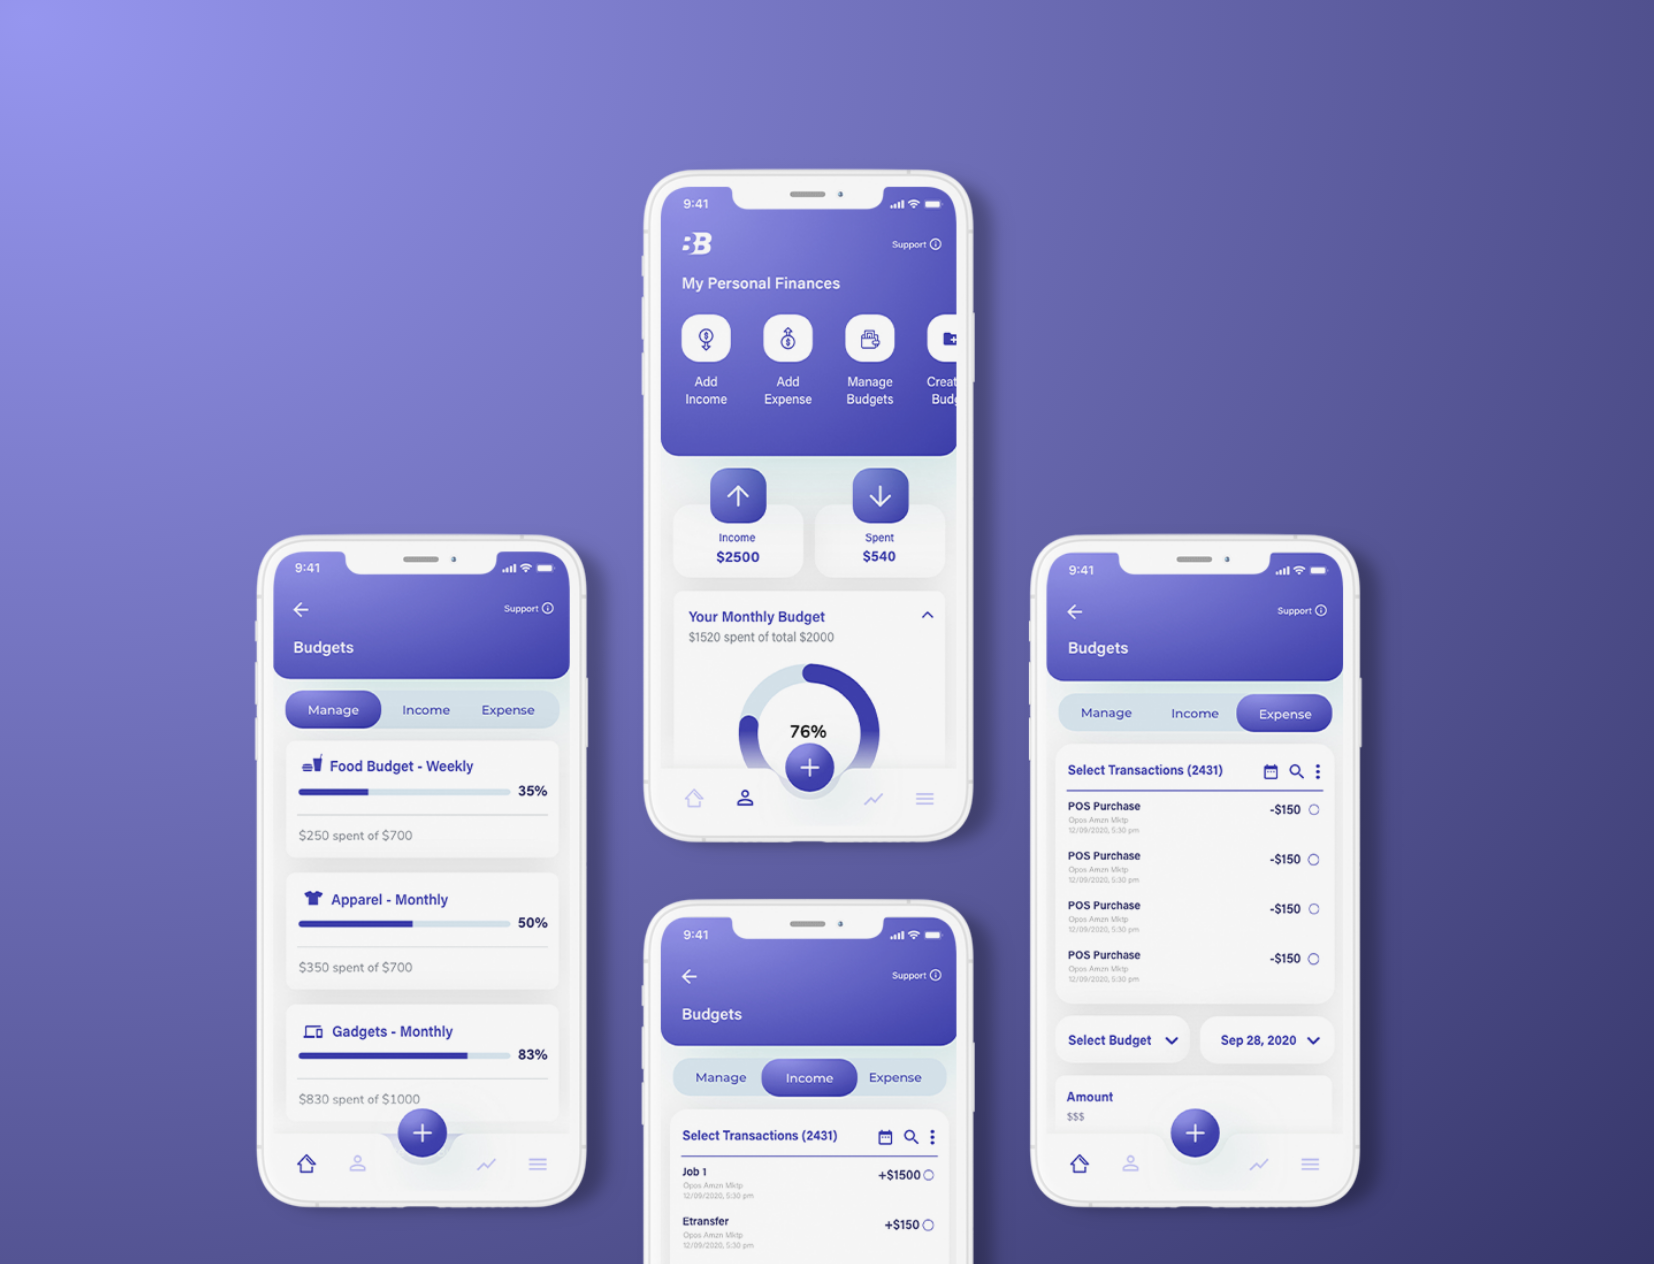 9:41
BB
Support
My Personal Finances
Add Income
Add Expense
Manage Budgets
Creat
Budg
Income
$2500
Spent
$540
Your Monthly Budget
$1520 spent of total $2000
76%
9:41
Support
Budgets
Manage Income Expense
Food Budget - Weekly
35%
$250 spent of $700
Apparel - Monthly
50%
$350 spent of $700
Gadgets - Monthly
83%
$830 spent of $1000
9:41
Support
Budgets
Manage Income Expense
Select Transactions (2431)
Job 1
+$1500
Opos Amzn Mktp
12/09/2020, 5:30 pm
Etransfer
+$150
Opos Amzn Mktp
12/09/2020, 5:30 pm
9:41
Support
Budgets
Manage Income Expense
Select Transactions (2431)
POS Purchase
-$150
Opos Amzn Mktp
12/09/2020, 5:30 pm
POS Purchase
-$150
Opos Amzn Mktp
12/09/2020, 5:30 pm
POS Purchase
-$150
Opos Amzn Mktp
12/09/2020, 5:30 pm
POS Purchase
-$150
Opos Amzn Mktp
12/09/2020, 5:30 pm
Select Budget
Sep 28, 2020
Amount
$$$